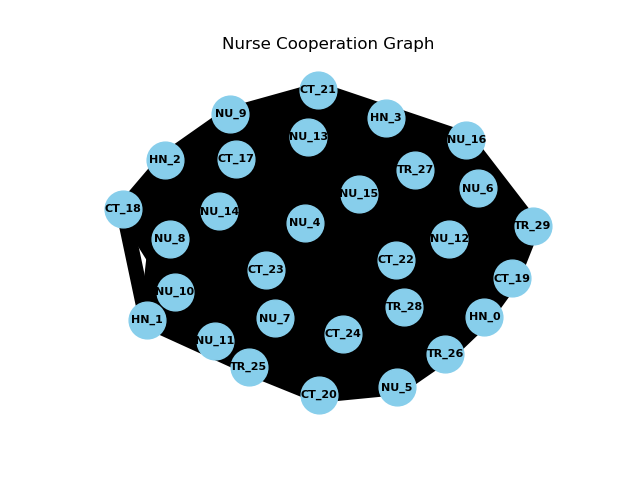 Nurse Cooperation Graph
CT_21
NU_9
HN_3
NU_13
NU_16
HN_2
CT_17
TR_27
NU_6
NU_15
CT_18
NU_14
NU_4
TR_29
NU_8
NU_12
CT_22
CT_23
CT_19
NU_10
TR_28
HN_1
NU_7
HN_0
CT_24
NU_11
TR_26
TR_25
NU_5
CT_20